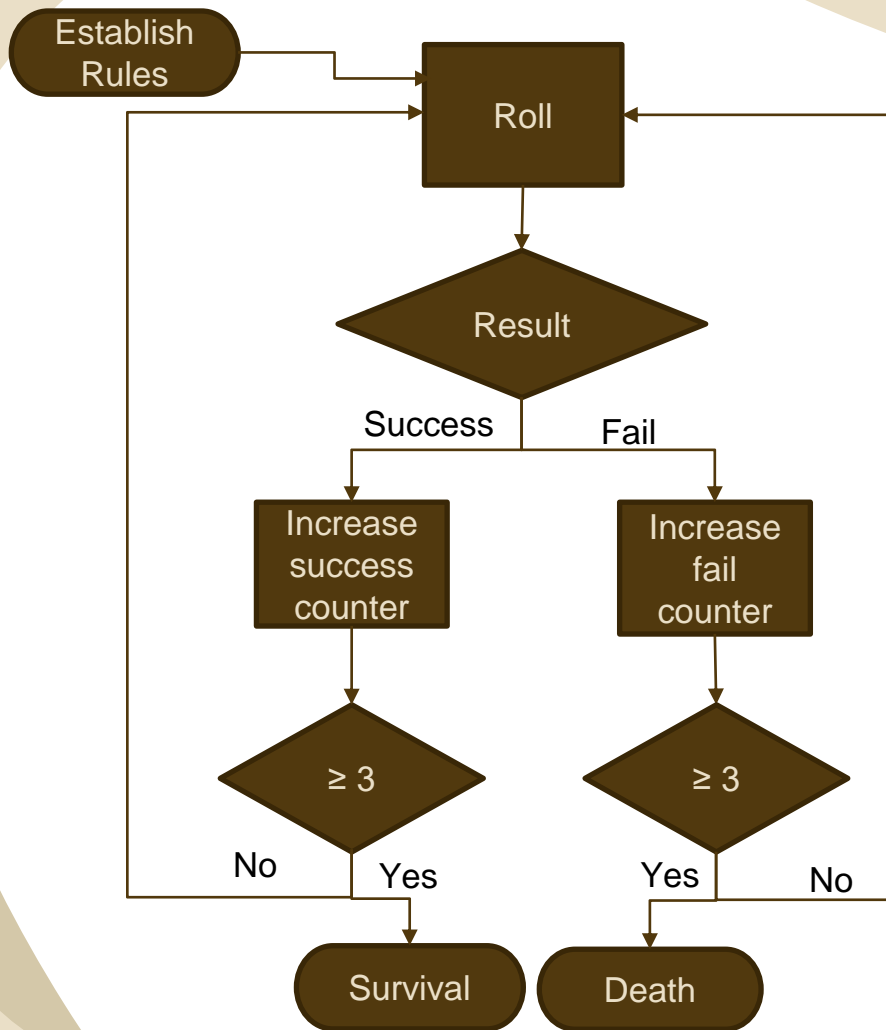 Establish
Rules
Roll
Result
Success
Fail
Increase
success
counter
Increase
fail
counter
≥ 3
≥ 3
No
Yes
Yes
No
Survival
Death